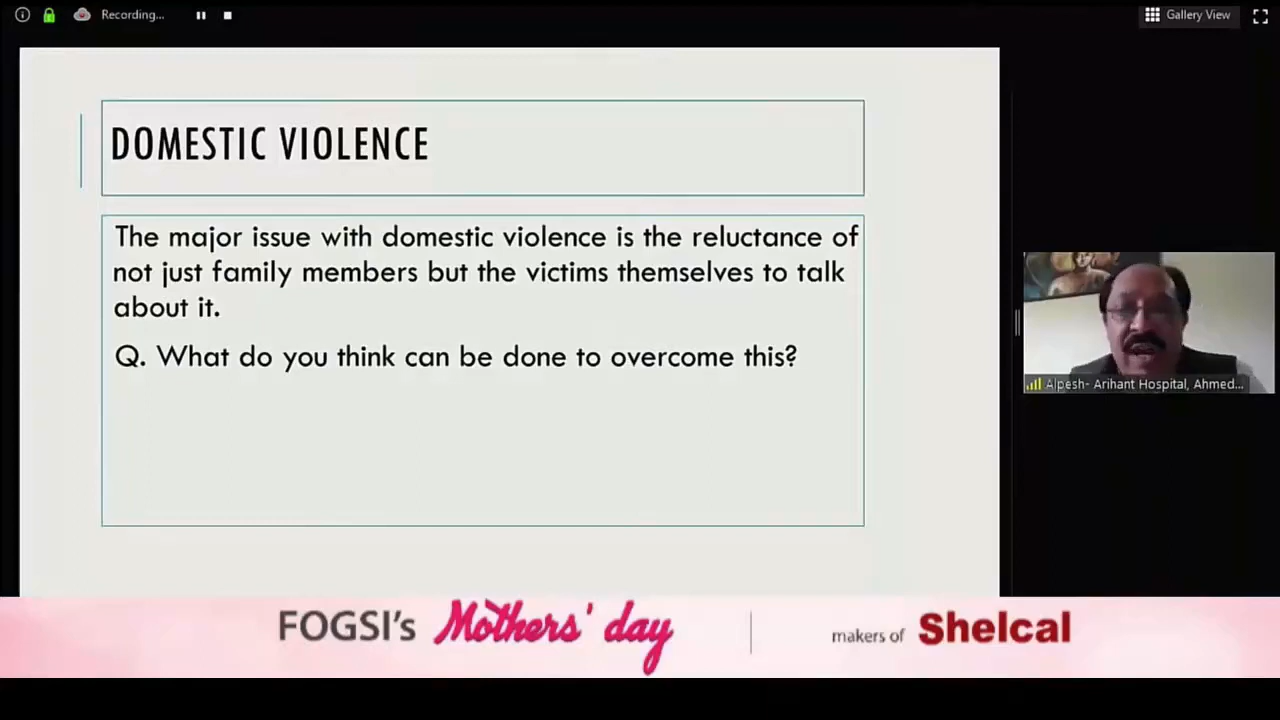 Recording...
Gallery View
DOMESTIC VIOLENCE
The major issue with domestic violence is the reluctance of
not just family members but the victims themselves to talk
about it.
Q. What do you think can be done to overcome this?
Alpesh- Arihant Hospital, Ahmed...
FOGSI's Mothers' day
makers of Shelcal